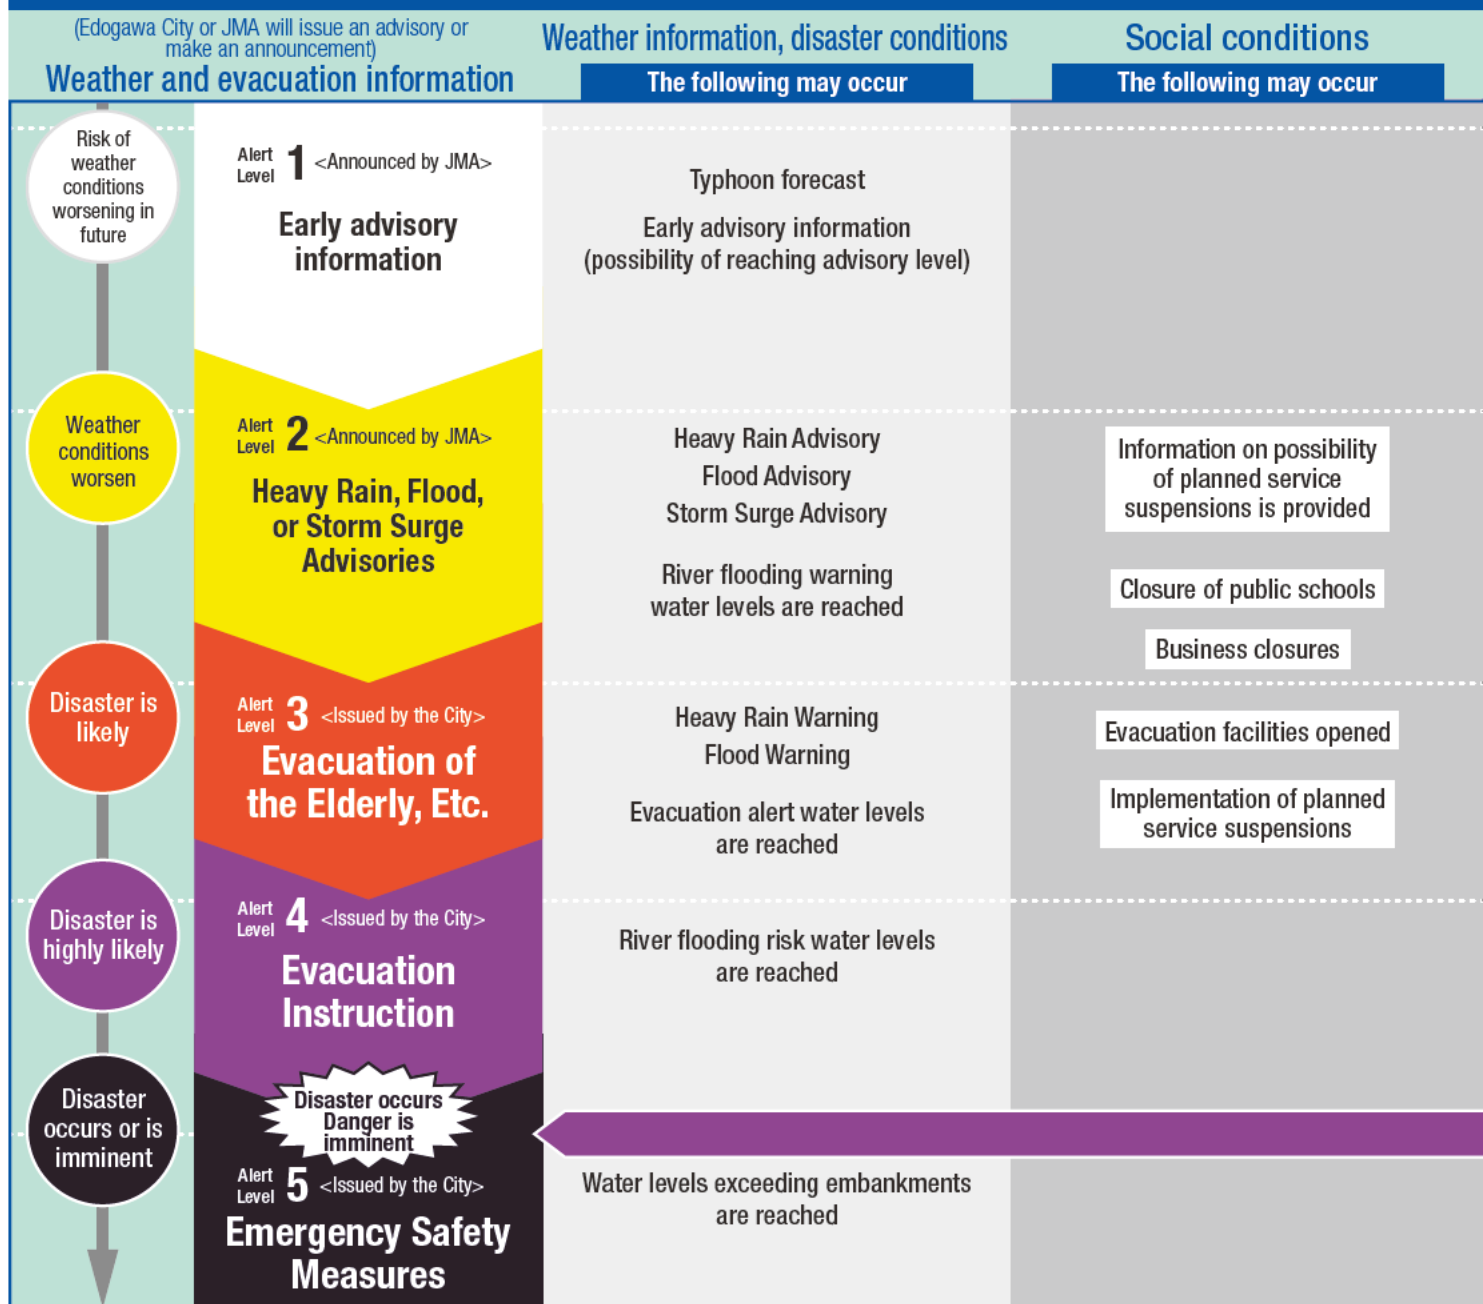 (Edogawa City or JMA will issue an advisory or
make an announcement)
Weather and evacuation information
Weather information, disaster conditions
The following may occur
Social conditions
The following may occur
Risk of
weather
conditions
worsening in
future
Alert
Level 1 <Announced by JMA>
Early advisory
information
Typhoon forecast
Early advisory information
(possibility of reaching advisory level)
Weather
conditions
worsen
Alert
Level 2 <Announced by JMA>
Heavy Rain, Flood,
or Storm Surge
Advisories
Heavy Rain Advisory
Flood Advisory
Storm Surge Advisory
River flooding warning
water levels are reached
Information on possibility
of planned service
suspensions is provided
Closure of public schools
Business closures
Disaster is
likely
Alert
Level 3 <Issued by the City>
Evacuation of
the Elderly, Etc.
Heavy Rain Warning
Flood Warning
Evacuation alert water levels
are reached
Evacuation facilities opened
Implementation of planned
service suspensions
Disaster is
highly likely
Alert
Level 4 <Issued by the City>
Evacuation
Instruction
River flooding risk water levels
are reached
Disaster
occurs or is
imminent
Disaster occurs
Danger is
imminent
Alert
Level 5 <Issued by the City>
Emergency Safety
Measures
Water levels exceeding embankments
are reached